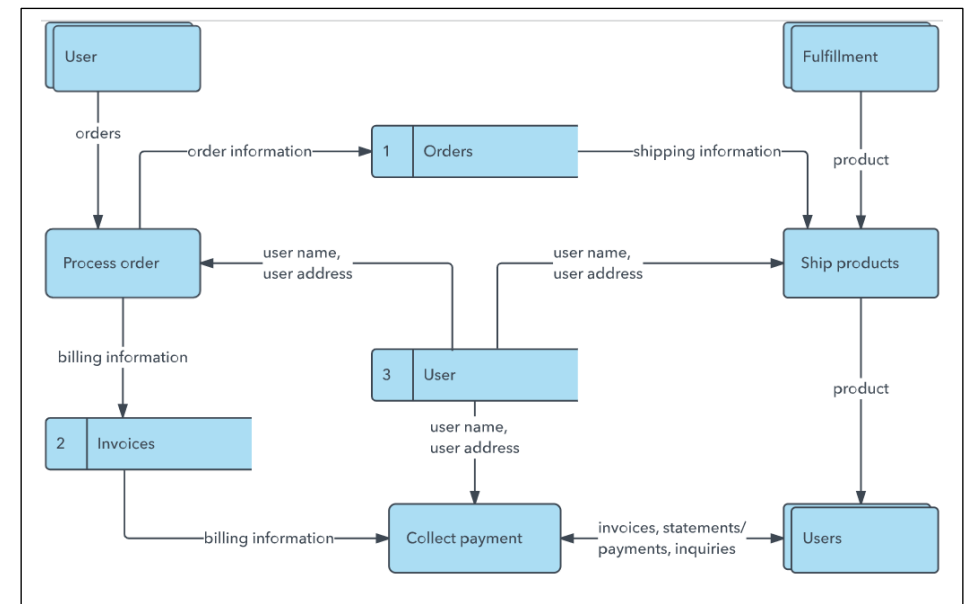 User
Fulfillment
orders
order information
1 Orders
shipping information
product
Process order
user name,
user address
user name,
user address
Ship products
billing information
3 User
product
2 Invoices
user name,
user address
billing information
Collect payment
invoices, statements/
payments, inquiries
Users